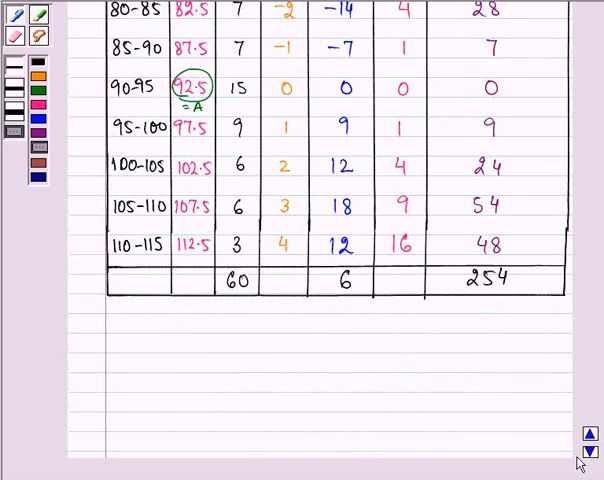 80-85 82.5 7 -2 -14 4 28
85-90 87.5 7 -1 -7 1 7
90-95 92.5 15 0 0 0 0
=A
95-100 97.5 9 1 9 1 9
100-105 102.5 6 2 12 4 24
105-110 107.5 6 3 18 9 54
110-115 112.5 3 4 12 16 48
60 6 254